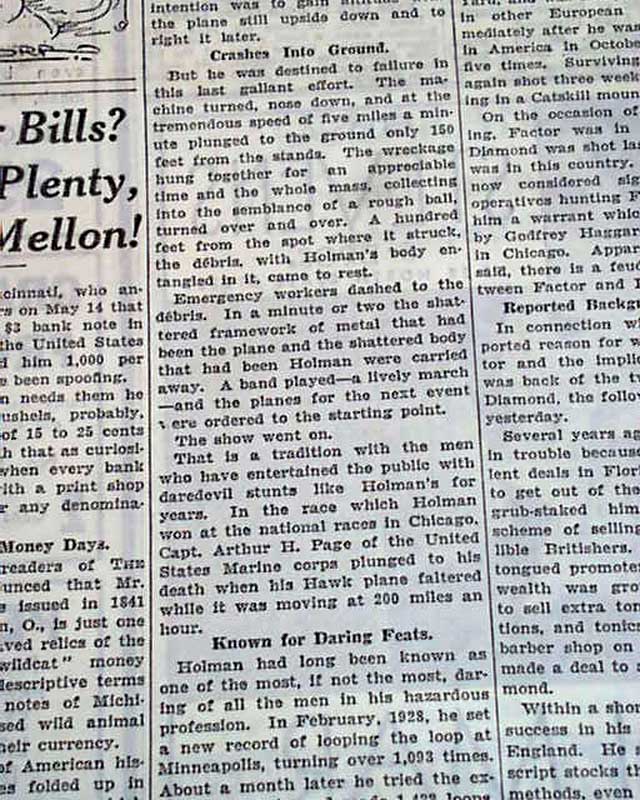 Bills?
Plenty,
Mellon!
cinnati, who an-
rs on May 14 that
$3 bank note in
the United States
d him 1,000 per
s been spoofing.
n needs them he
ushels, probably,
of 15 to 25 cents
h that as curiosi-
when every bank
ith a print shop
r any denomina-
Money Days.
readers of THE
unced that Mr.
s issued in 1841
n, O., is just one
ved relics of the
wildcat" money
descriptive terms
notes of Michi-
sed wild animal
heir currency.
of American his-
es folded up in
intention was to gain altitude
the plane still upside down and to
right it later.
Crashes Into Ground.
But he was destined to failure in
this last gallant effort. The ma-
chine turned, nose down, and at the
tremendous speed of five miles a min-
ute plunged to the ground only 150
feet from the stands. The wreckage
hung together for an appreciable
time and the whole mass, collecting
into the semblance of a rough ball,
turned over and over. A hundred
feet from the spot where it struck,
the débris, with Holman's body en-
tangled in it, came to rest.
Emergency workers dashed to the
débris. In a minute or two the shat-
tered framework of metal that had
been the plane and the shattered body
that had been Holman were carried
away. A band played—a lively march
—and the planes for the next event
were ordered to the starting point.
The show went on.
That is a tradition with the men
who have entertained the public with
daredevil stunts like Holman's for
years. In the race which Holman
won at the national races in Chicago,
Capt. Arthur H. Page of the United
States Marine corps plunged to his
death when his Hawk plane faltered
while it was moving at 200 miles an
hour.
Known for Daring Feats.
Holman had long been known as
one of the most, if not the most, dar-
ing of all the men in his hazardous
profession. In February, 1928, he set
a new record of looping the loop at
Minneapolis, turning over 1,093 times.
About a month later he tried the ex-
1,433 loops
in other European
mediately after he wa
in America in Octob
five times. Surviving
again shot three week
ing in a Catskill moun
On the occasion of
ing, Factor was in
Diamond was shot las
was in this country.
now considered sig
operatives hunting F
him a warrant whic
by Godfrey Haggar
in Chicago. Appar
said, there is a feud
tween Factor and D
Reported Backg
In connection w
ported reason for w
tor and the impli
was back of the tw
Diamond, the follo
yesterday.
Several years ag
in trouble becaus
lent deals in Flor
to get out of the
grub-staked him
scheme of selling
lible Britishers.
tongued promote
wealth was gro
to sell extra ton
tions, and tonic
barber shop on
made a deal to
mond.
Within a shor
success in his
England. He s
script stocks th
methods, even